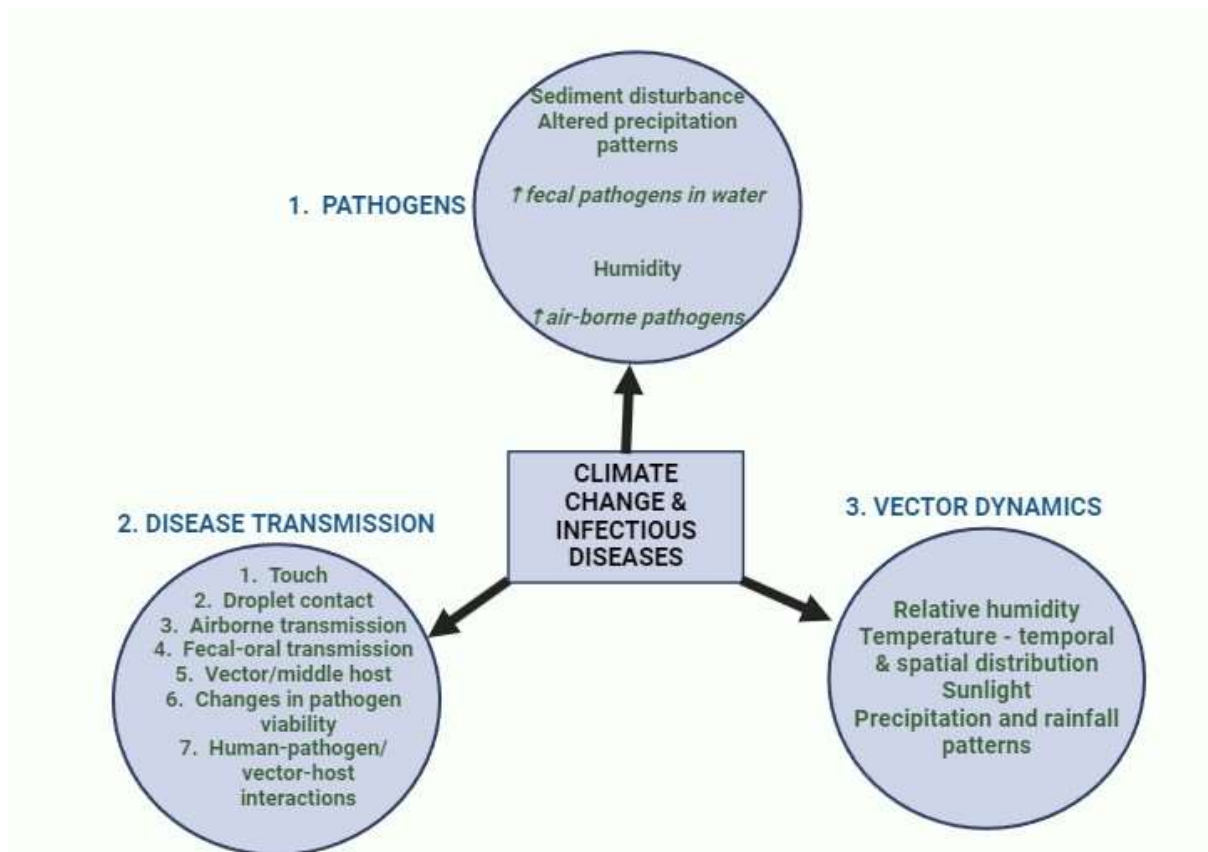 Sediment disturbance
Altered precipitation
patterns
↑fecal pathogens in water
1. PATHOGENS
Humidity
↑air-borne pathogens
CLIMATE
CHANGE &
INFECTIOUS
DISEASES
2. DISEASE TRANSMISSION
1. Touch
2. Droplet contact
3. Airborne transmission
4. Fecal-oral transmission
5. Vector/middle host
6. Changes in pathogen
viability
7. Human-pathogen/
vector-host
interactions
3. VECTOR DYNAMICS
Relative humidity
Temperature - temporal
& spatial distribution
Sunlight
Precipitation and rainfall
patterns